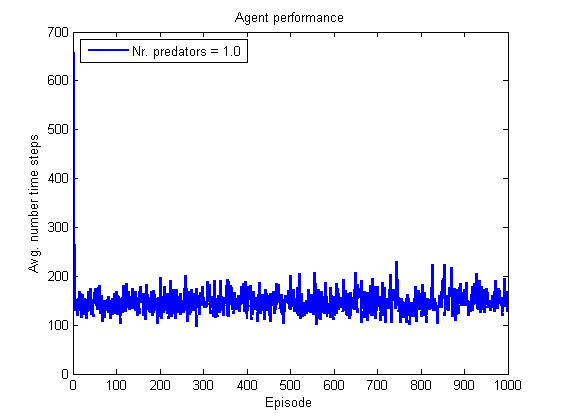 Agent performance
700
600
500
400
300
200
100
0
Avg. number time steps
Nr. predators = 1.0
0 100 200 300 400 500 600 700 800 900 1000
Episode